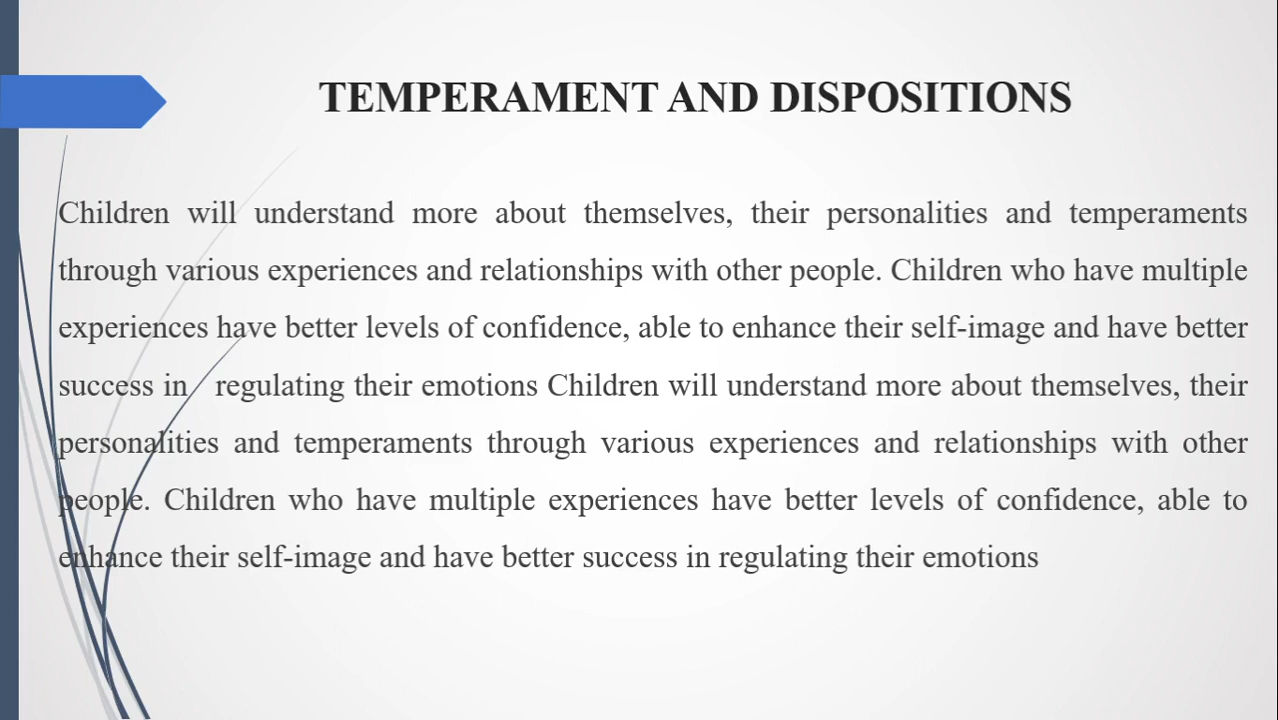 TEMPERAMENT AND DISPOSITIONS
Children will understand more about themselves, their personalities and temperaments
through various experiences and relationships with other people. Children who have multiple
experiences have better levels of confidence, able to enhance their self-image and have better
success in regulating their emotions Children will understand more about themselves, their
personalities and temperaments through various experiences and relationships with other
people. Children who have multiple experiences have better levels of confidence, able to
enhance their self-image and have better success in regulating their emotions